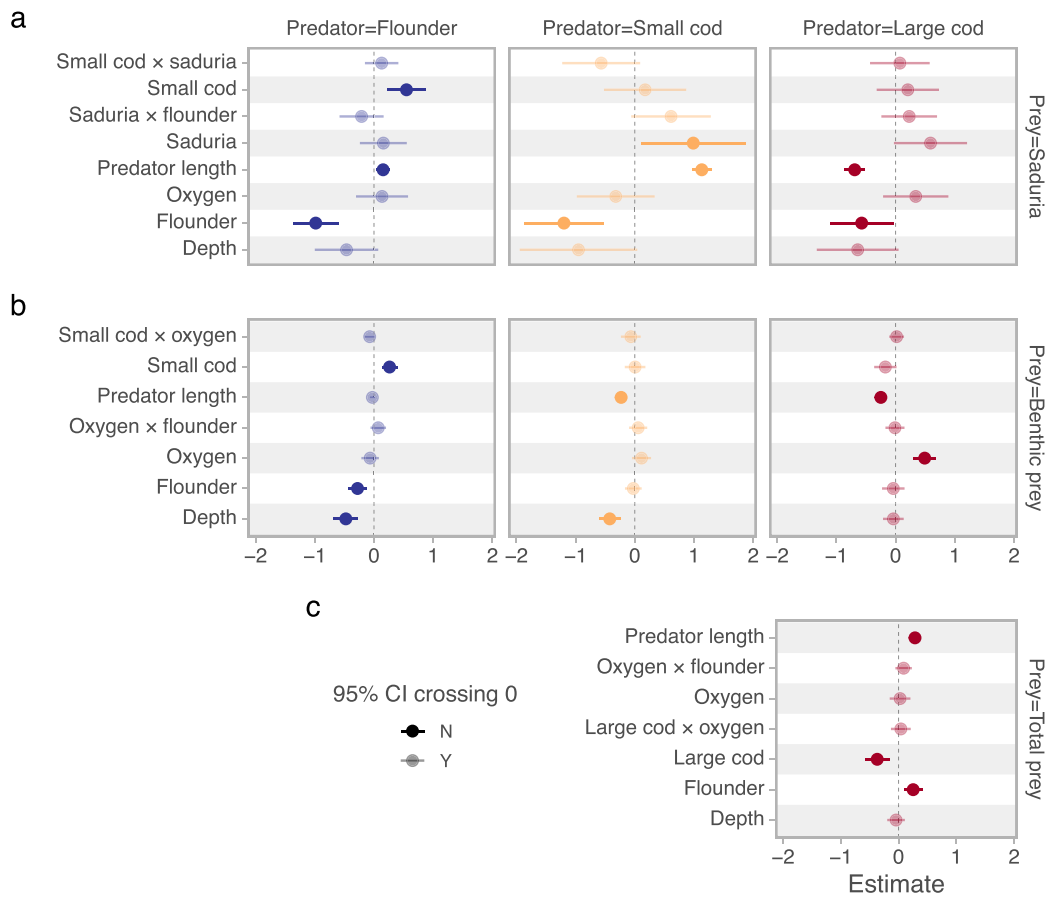 a
Predator=Flounder
Predator=Small cod
Predator=Large cod
Small cod × saduria
Small cod
Saduria × flounder
Saduria
Predator length
Oxygen
Flounder
Depth
Prey=Saduria
b
Small cod × oxygen
Small cod
Predator length
Oxygen × flounder
Oxygen
Flounder
Depth
Prey=Benthic prey
−2 −1 0 1 2
−2 −1 0 1 2
−2 −1 0 1 2
c
Predator length
Oxygen × flounder
Oxygen
Large cod × oxygen
Large cod
Flounder
Depth
Prey=Total prey
−2 −1 0 1 2
Estimate
95% CI crossing 0
N
Y